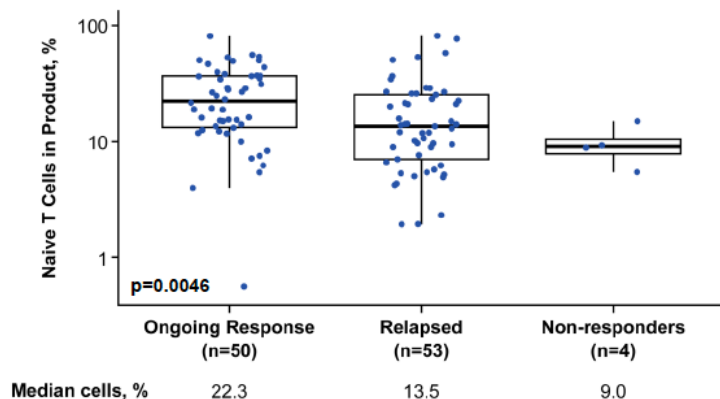 Naive T Cells in Product, %
100
10
1
p=0.0046
Ongoing Response Relapsed Non-responders
(n=50) (n=53) (n=4)
Median cells, % 22.3 13.5 9.0